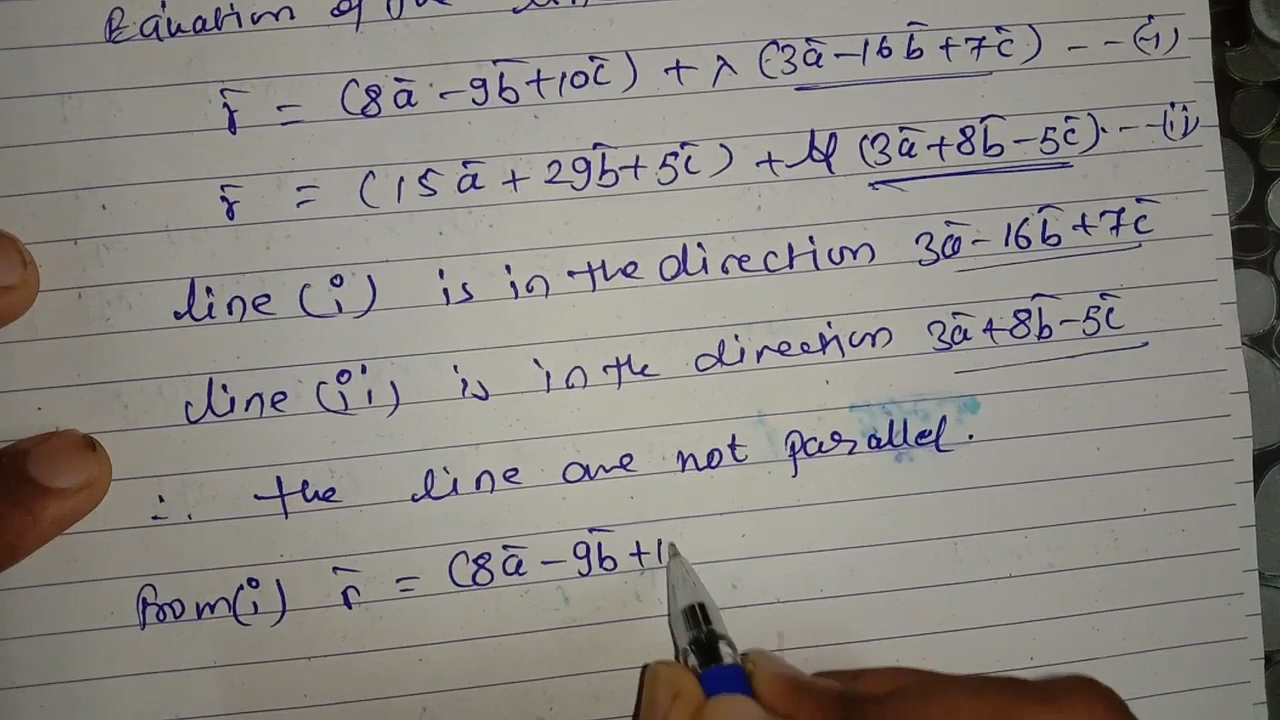 Equation of the
r̄ = (8ā - 9b̄ + 10c̄) + λ (3ā - 16b̄ + 7c̄) -- (i)
r̄ = (15ā + 29b̄ + 5c̄) + μ (3ā + 8b̄ - 5c̄) --- (ii)
line (i) is in the direction 3ā - 16b̄ + 7c̄
line (ii) is in the direction 3ā + 8b̄ - 5c̄
∴ the line are not parallel.
from (i) r̄ = (8ā - 9b̄ + 1